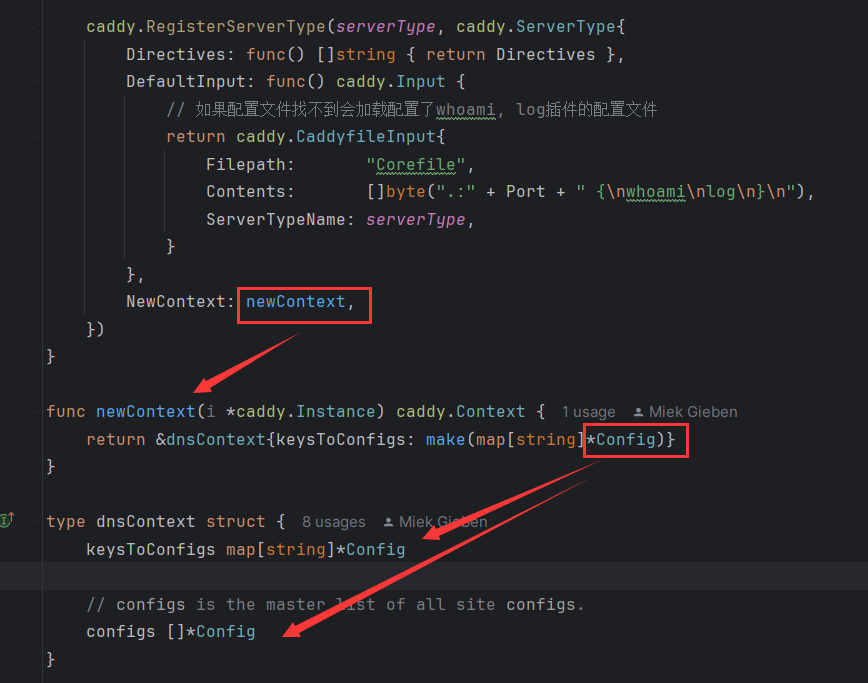 caddy.RegisterServerType(serverType, caddy.ServerType{
Directives: func() []string { return Directives },
DefaultInput: func() caddy.Input {
// 如果配置文件找不到会加载配置了whoami, log插件的配置文件
return caddy.CaddyfileInput{
Filepath: "Corefile",
Contents: []byte(".:" + Port + " {\nwhoami\nlog\n}\n"),
ServerTypeName: serverType,
}
},
NewContext: newContext,
})
}
func newContext(i *caddy.Instance) caddy.Context { 1 usage Miek Gieben
return &dnsContext{keysToConfigs: make(map[string]*Config)}
}
type dnsContext struct { 8 usages Miek Gieben
keysToConfigs map[string]*Config
// configs is the master list of all site configs.
configs []*Config
}